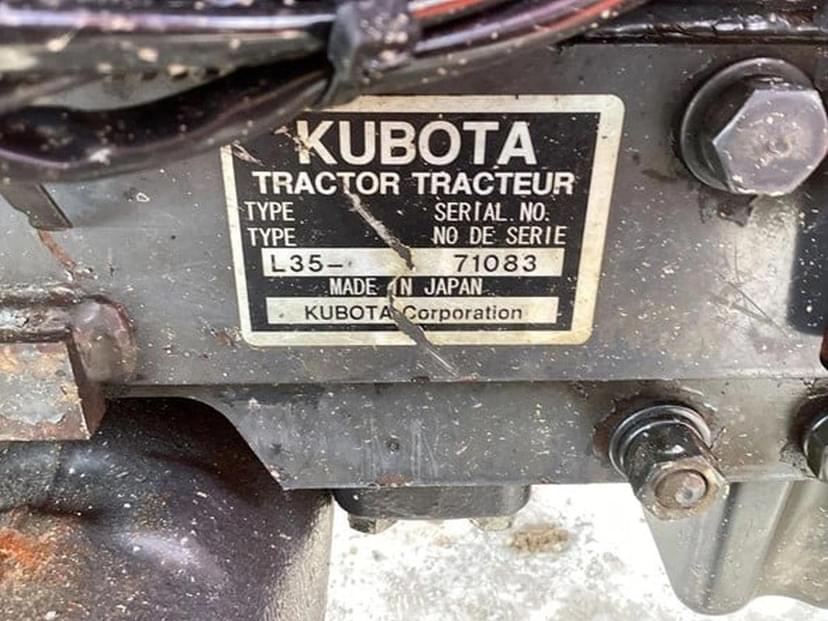 KUBOTA
TRACTOR TRACTEUR
TYPE SERIAL NO.
TYPE NO DE SERIE
L35- 71083
MADE IN JAPAN
KUBOTA Corporation